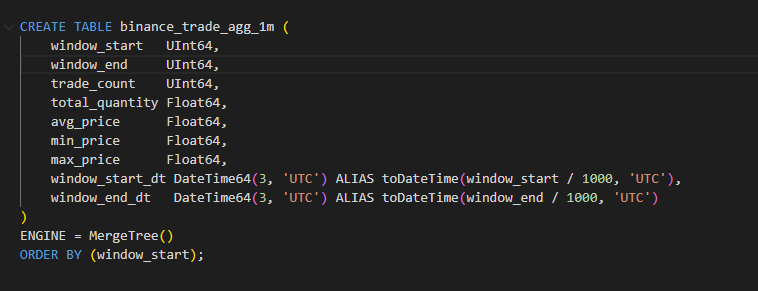 CREATE TABLE binance_trade_agg_1m (
    window_start   UInt64,
    window_end     UInt64,
    trade_count    UInt64,
    total_quantity Float64,
    avg_price      Float64,
    min_price      Float64,
    max_price      Float64,
    window_start_dt DateTime64(3, 'UTC') ALIAS toDateTime(window_start / 1000, 'UTC'),
    window_end_dt   DateTime64(3, 'UTC') ALIAS toDateTime(window_end / 1000, 'UTC')
)
ENGINE = MergeTree()
ORDER BY (window_start);